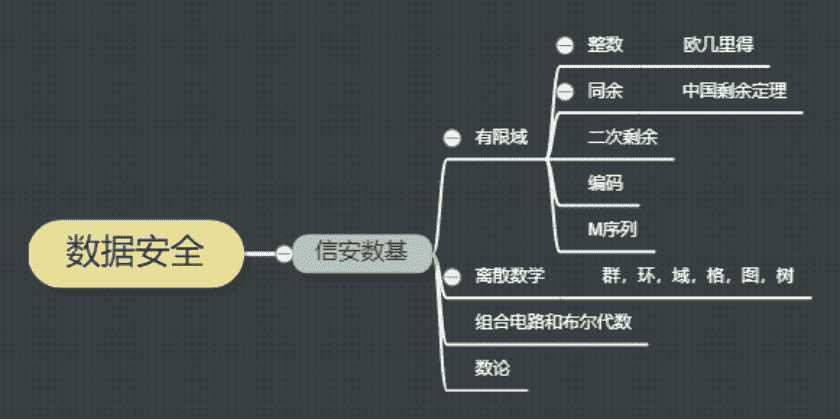 整数 欧几里得
同余 中国剩余定理
有限域
二次剩余
编码
M序列
数据安全
信安数基
离散数学 群，环，域，格，图，树
组合电路和布尔代数
数论